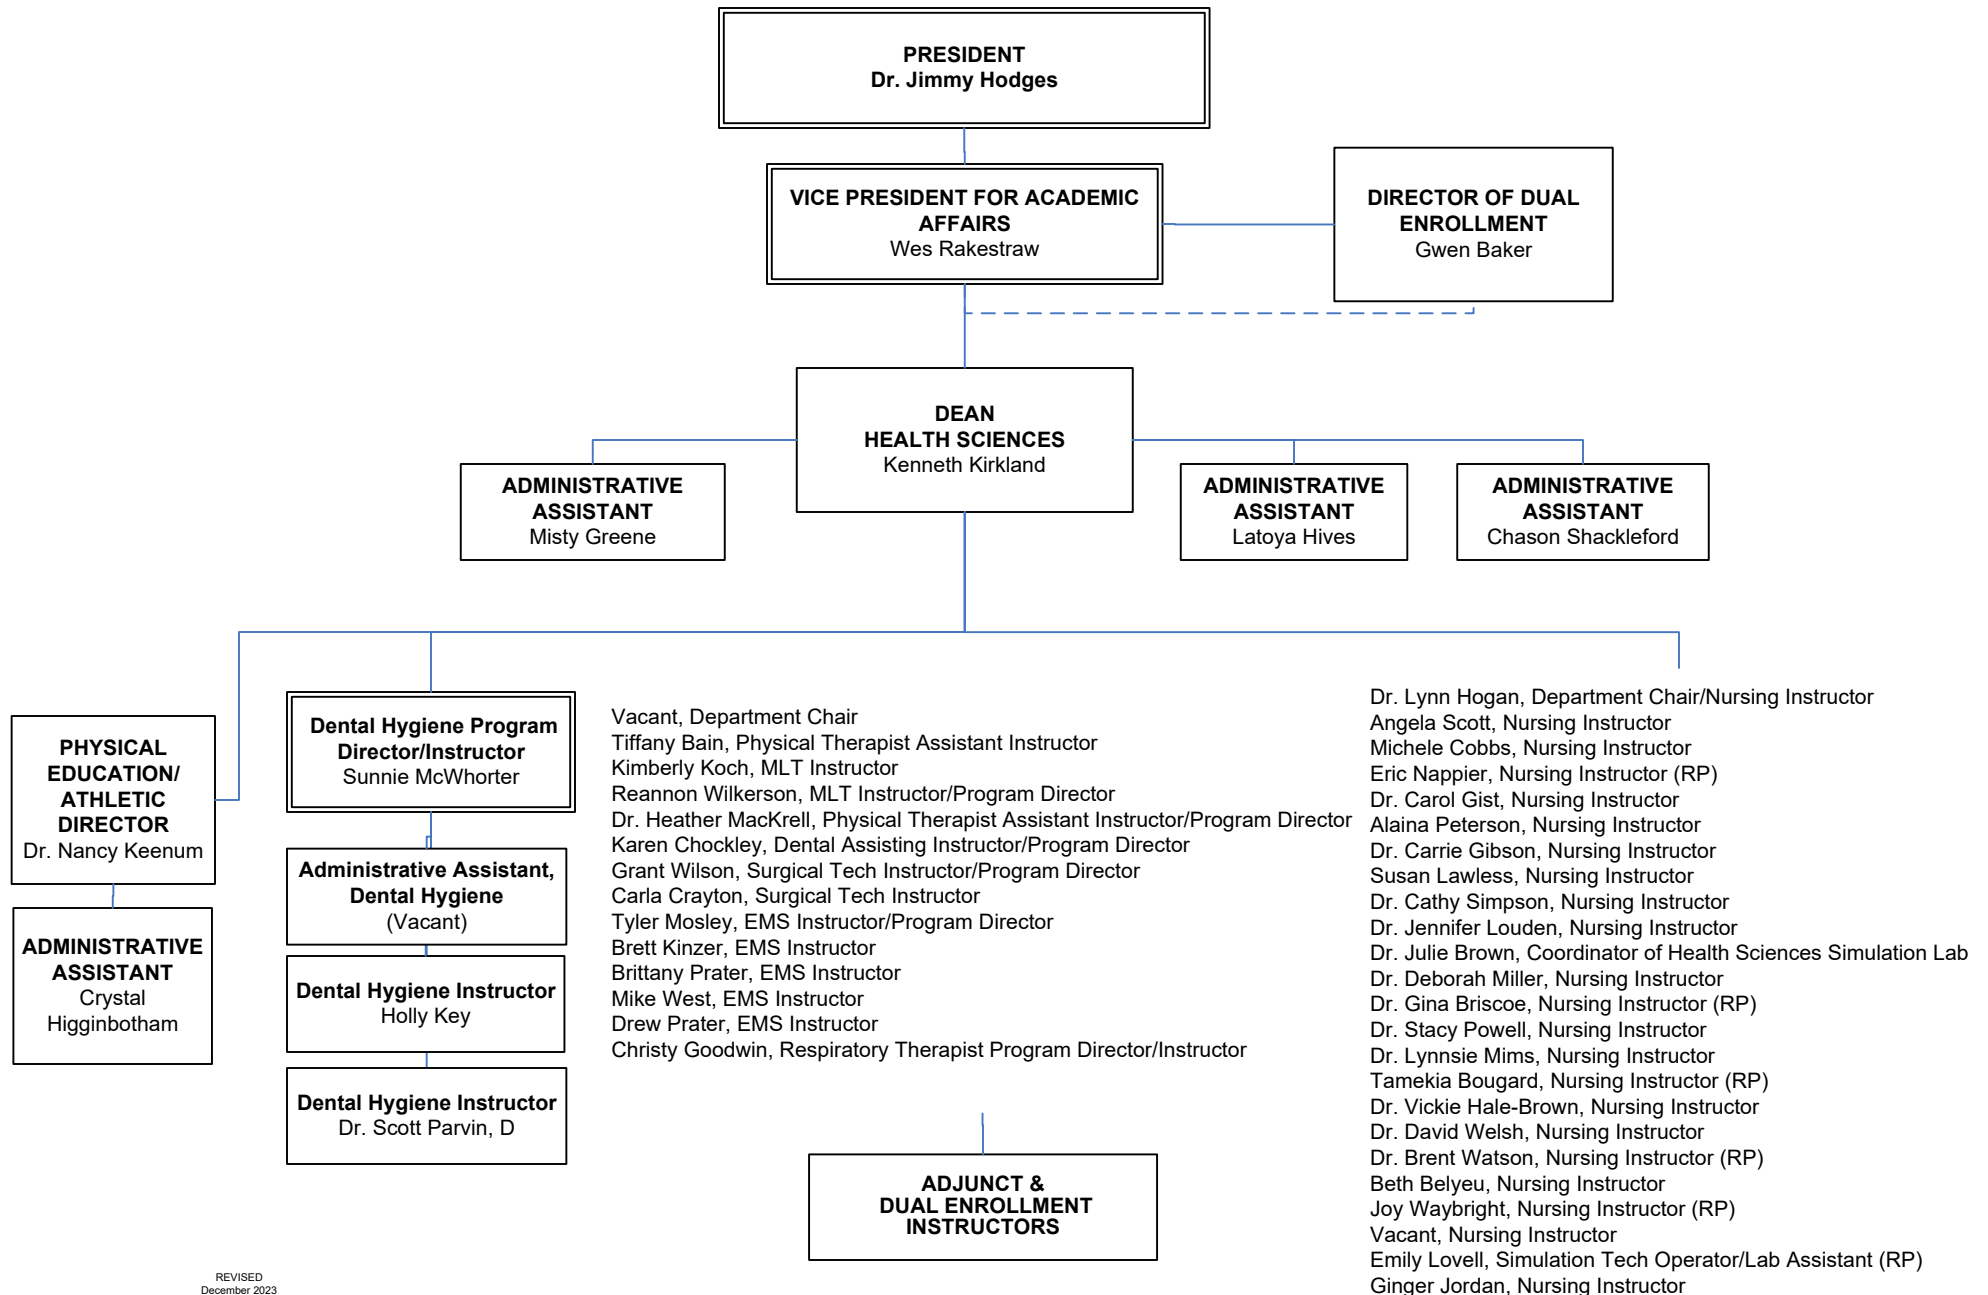 PRESIDENT
Dr. Jimmy Hodges
VICE PRESIDENT FOR ACADEMIC
AFFAIRS
Wes Rakestraw
DIRECTOR OF DUAL
ENROLLMENT
Gwen Baker
DEAN
HEALTH SCIENCES
Kenneth Kirkland
ADMINISTRATIVE
ASSISTANT
Misty Greene
ADMINISTRATIVE
ASSISTANT
Latoya Hives
ADMINISTRATIVE
ASSISTANT
Chason Shackleford
PHYSICAL
EDUCATION/
ATHLETIC
DIRECTOR
Dr. Nancy Keenum
ADMINISTRATIVE
ASSISTANT
Crystal
Higginbotham
Dental Hygiene Program
Director/Instructor
Sunnie McWhorter
Administrative Assistant,
Dental Hygiene
(Vacant)
Dental Hygiene Instructor
Holly Key
Dental Hygiene Instructor
Dr. Scott Parvin, D
Vacant, Department Chair
Tiffany Bain, Physical Therapist Assistant Instructor
Kimberly Koch, MLT Instructor
Reannon Wilkerson, MLT Instructor/Program Director
Dr. Heather MacKrell, Physical Therapist Assistant Instructor/Program Director
Karen Chockley, Dental Assisting Instructor/Program Director
Grant Wilson, Surgical Tech Instructor/Program Director
Carla Crayton, Surgical Tech Instructor
Tyler Mosley, EMS Instructor/Program Director
Brett Kinzer, EMS Instructor
Brittany Prater, EMS Instructor
Mike West, EMS Instructor
Drew Prater, EMS Instructor
Christy Goodwin, Respiratory Therapist Program Director/Instructor
ADJUNCT &
DUAL ENROLLMENT
INSTRUCTORS
Dr. Lynn Hogan, Department Chair/Nursing Instructor
Angela Scott, Nursing Instructor
Michele Cobbs, Nursing Instructor
Eric Nappier, Nursing Instructor (RP)
Dr. Carol Gist, Nursing Instructor
Alaina Peterson, Nursing Instructor
Dr. Carrie Gibson, Nursing Instructor
Susan Lawless, Nursing Instructor
Dr. Cathy Simpson, Nursing Instructor
Dr. Jennifer Louden, Nursing Instructor
Dr. Julie Brown, Coordinator of Health Sciences Simulation Lab
Dr. Deborah Miller, Nursing Instructor
Dr. Gina Briscoe, Nursing Instructor (RP)
Dr. Stacy Powell, Nursing Instructor
Dr. Lynnsie Mims, Nursing Instructor
Tamekia Bougard, Nursing Instructor (RP)
Dr. Vickie Hale-Brown, Nursing Instructor
Dr. David Welsh, Nursing Instructor
Dr. Brent Watson, Nursing Instructor (RP)
Beth Belyeu, Nursing Instructor
Joy Waybright, Nursing Instructor (RP)
Vacant, Nursing Instructor
Emily Lovell, Simulation Tech Operator/Lab Assistant (RP)
Ginger Jordan, Nursing Instructor
REVISED
December 2023